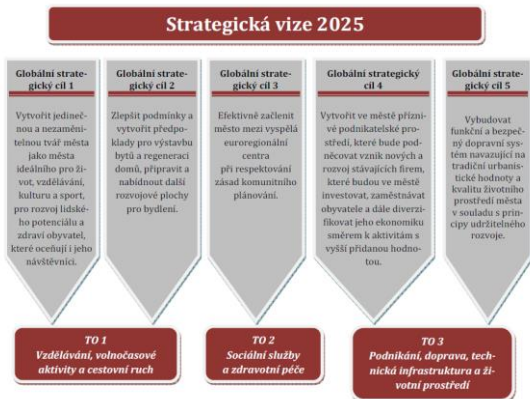 Strategická vize 2025
Globální strate-
gický cíl 1
Vytvořit jedineč-
nou a nezaměni-
telnou tvář města
jako města
ideálního pro ži-
vot, vzdělávání,
kulturu a sport,
pro rozvoj lidské-
ho potenciálu a
zdraví obyvatel,
které oceňují i jeho
návštěvníci.
Globální strate-
gický cíl 2
Zlepšit podmínky a
vytvořit předpo-
klady pro výstavbu
bytů a regeneraci
domů, připravit a
nabídnout další
rozvojové plochy
pro bydlení.
Globální strate-
gický cíl 3
Efektivně začlenit
město mezi vyspělá
euroregionální
centra
při respektování
zásad komunitního
plánování.
Globální strategický
cíl 4
Vytvořit ve městě přízni-
vé podnikatelské pro-
středí, které bude pod-
něcovat vznik nových a
rozvoj stávajících firem,
které budou ve městě
investovat, zaměstnávat
obyvatele a dále diverzi-
fikovat jeho ekonomiku
směrem k aktivitám s
vyšší přidanou hodno-
tou.
Globální strate-
gický cíl 5
Vybudovat
funkční a bezpeč-
ný dopravní sys-
tém navazující na
tradiční urbanis-
tické hodnoty a
kvalitu životního
prostředí města
v souladu s prin-
cipy udržitelného
rozvoje.
TO 1
Vzdělávání, volnočasové
aktivity a cestovní ruch
TO 2
Sociální služby
a zdravotní péče
TO 3
Podnikání, doprava, tech-
nická infrastruktura a ži-
votní prostředí